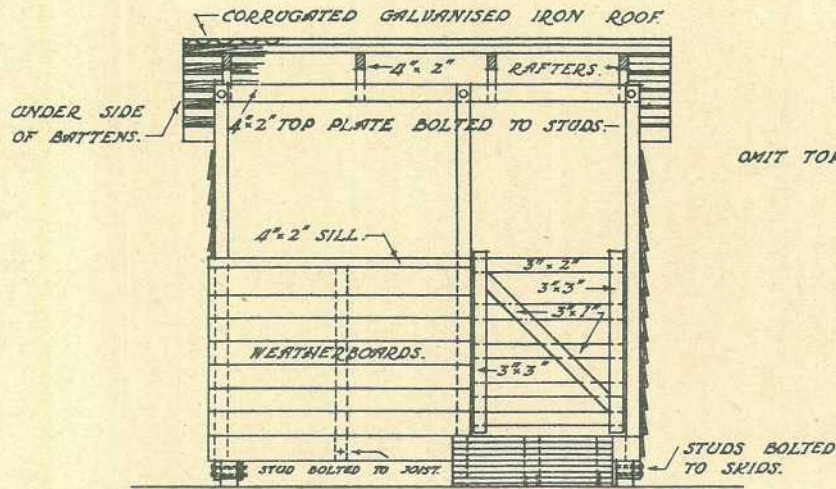 CORRUGATED GALVANISED IRON ROOF.
4"× 2" RAFTERS.
UNDER SIDE
OF BATTENS.
4"×2" TOP PLATE BOLTED TO STUDS.
OMIT TOP
4"×2" SILL.
3"× 2"
3"×3"
3"×1"
WEATHERBOARDS.
3"×3"
STUD BOLTED TO JOIST.
STUDS BOLTED
TO SKIDS.